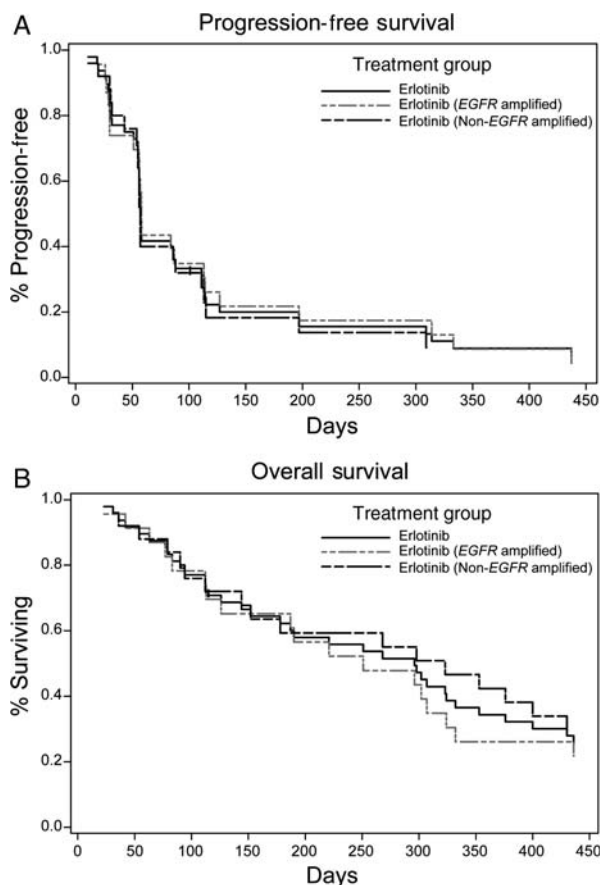 A
Progression-free survival
% Progression-free
1.0
0.8
0.6
0.4
0.2
0.0
Treatment group
Erlotinib
Erlotinib (EGFR amplified)
Erlotinib (Non-EGFR amplified)
0 50 100 150 200 250 300 350 400 450
Days
B
Overall survival
% Surviving
1.0
0.8
0.6
0.4
0.2
0.0
Treatment group
Erlotinib
Erlotinib (EGFR amplified)
Erlotinib (Non-EGFR amplified)
0 50 100 150 200 250 300 350 400 450
Days